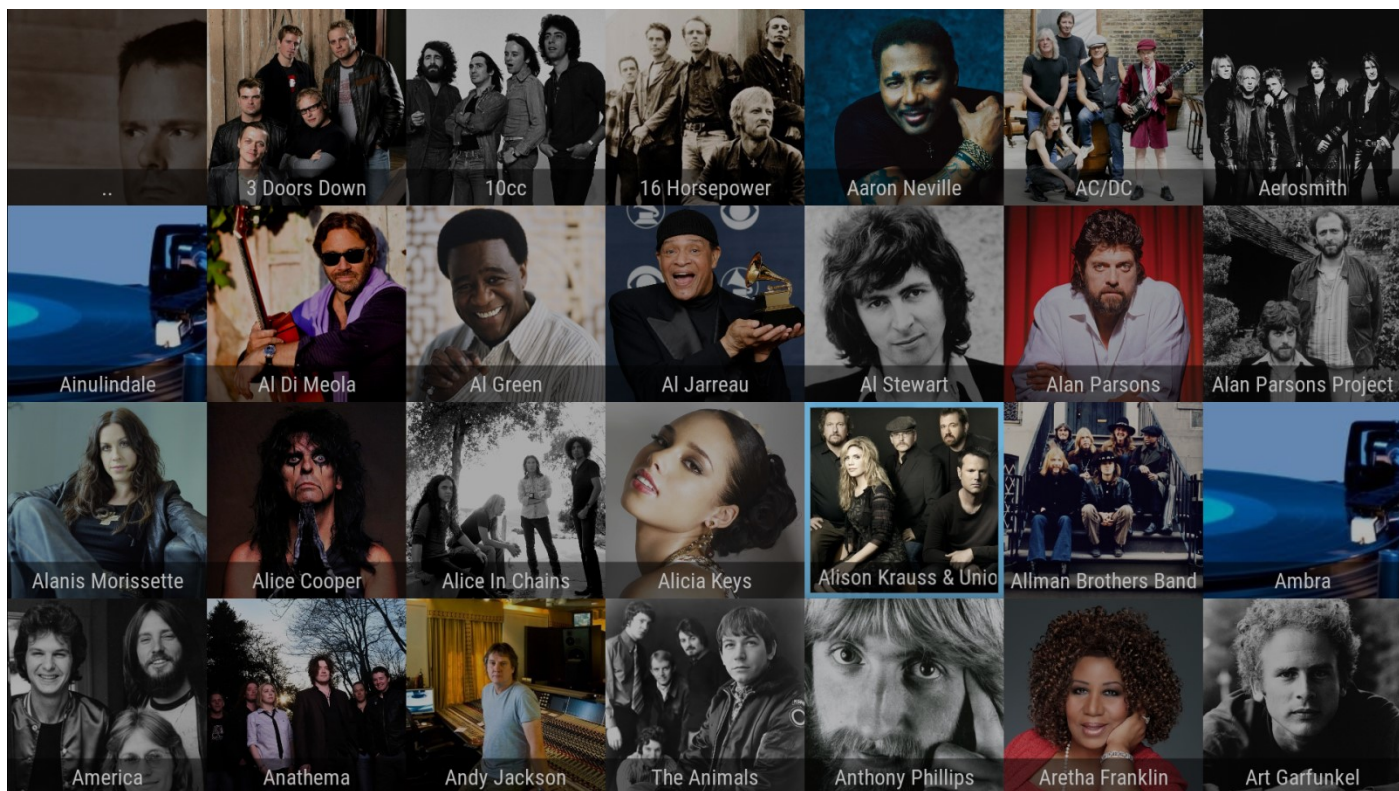 ..
3 Doors Down
10cc
16 Horsepower
Aaron Neville
AC/DC
Aerosmith
Ainulindale
Al Di Meola
Al Green
Al Jarreau
Al Stewart
Alan Parsons
Alan Parsons Project
Alanis Morissette
Alice Cooper
Alice In Chains
Alicia Keys
Alison Krauss & Unio
Allman Brothers Band
Ambra
America
Anathema
Andy Jackson
The Animals
Anthony Phillips
Aretha Franklin
Art Garfunkel